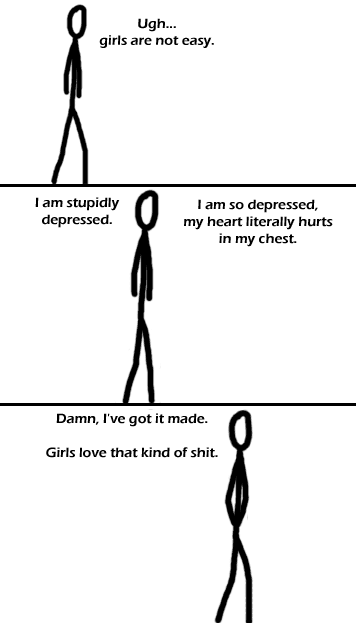 Ugh...
girls are not easy.
I am stupidly
depressed.
I am so depressed,
my heart literally hurts
in my chest.
Damn, I've got it made.
Girls love that kind of shit.